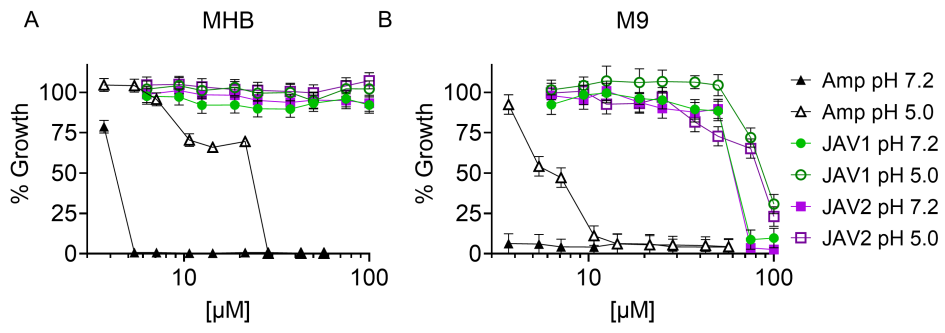 A
MHB
% Growth
100
75
50
25
0
10
100
[µM]
B
M9
% Growth
100
75
50
25
0
10
100
[µM]
Amp pH 7.2
Amp pH 5.0
JAV1 pH 7.2
JAV1 pH 5.0
JAV2 pH 7.2
JAV2 pH 5.0